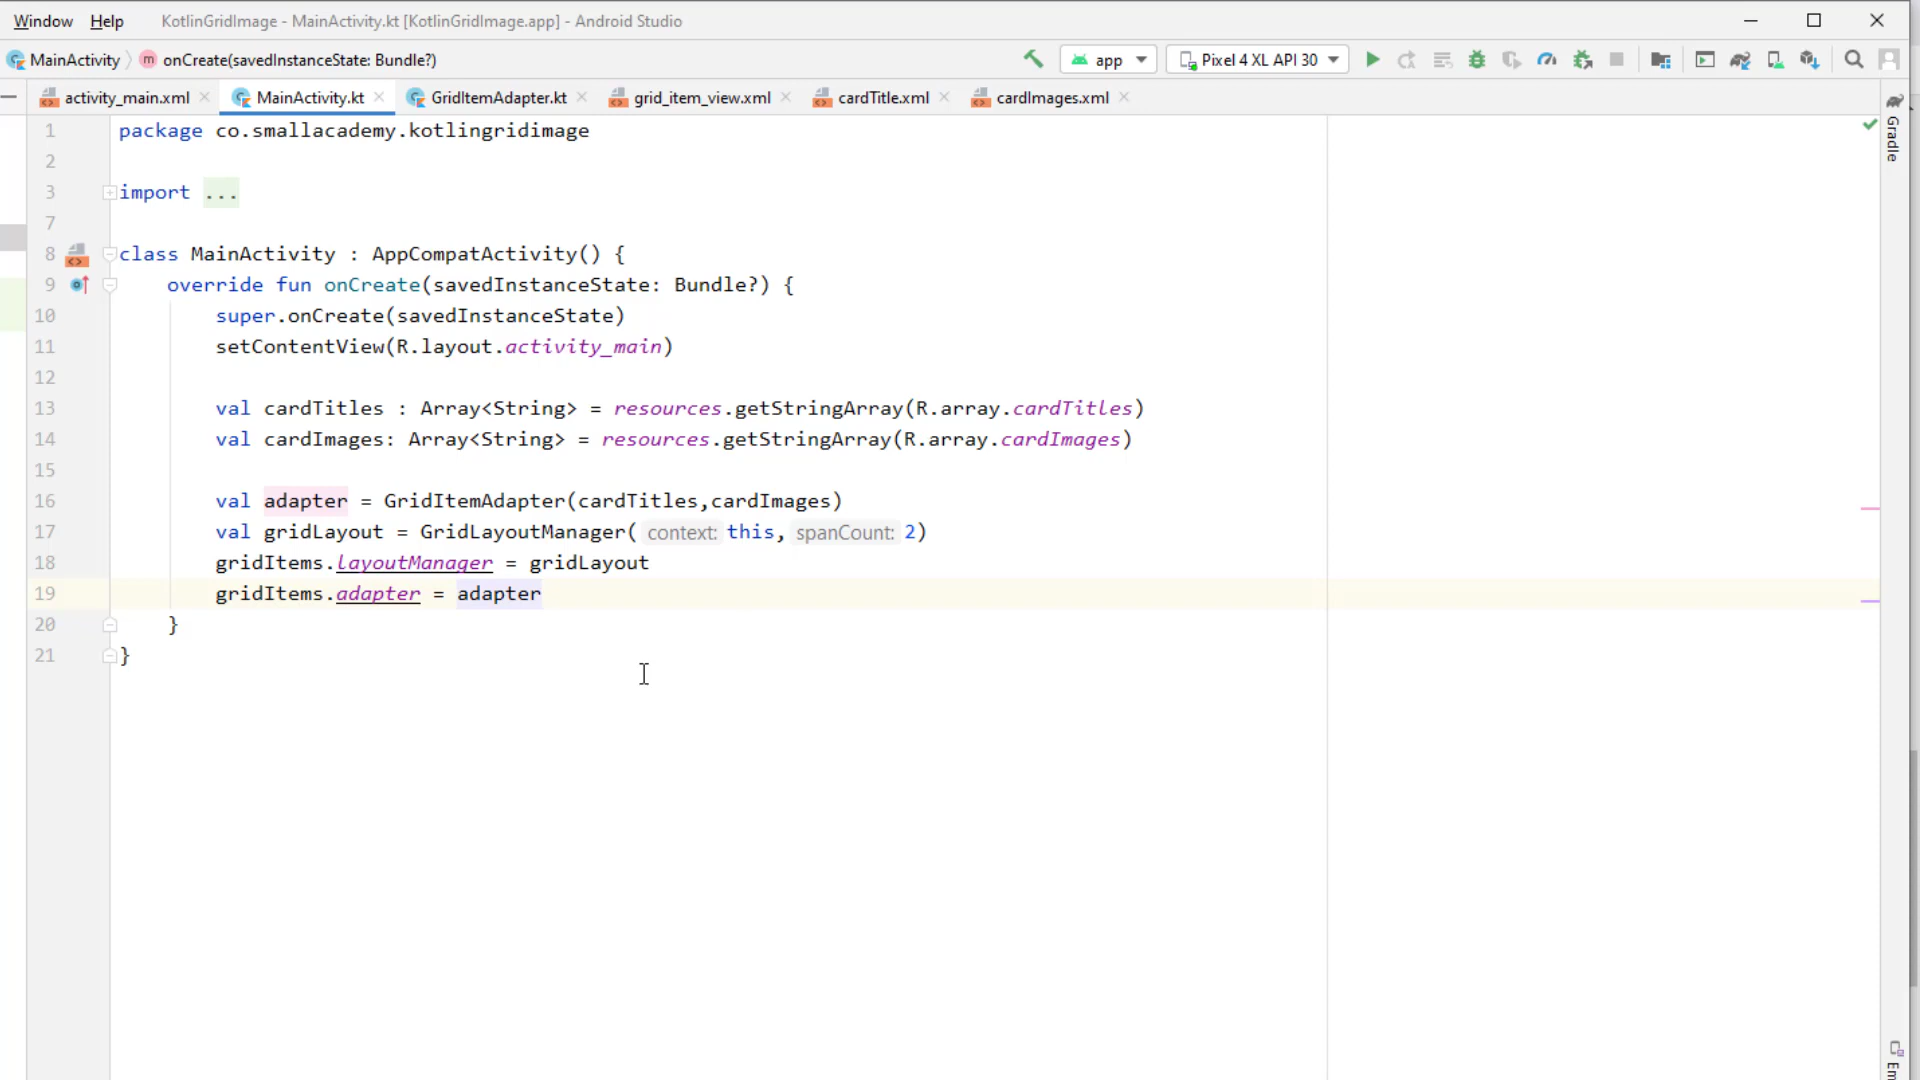 Window Help KotlinGridImage - MainActivity.kt [KotlinGridImage.app] - Android Studio
MainActivity onCreate(savedInstanceState: Bundle?) app Pixel 4 XL API 30
activity_main.xml MainActivity.kt GridItemAdapter.kt grid_item_view.xml cardTitle.xml cardImages.xml
1 package co.smallacademy.kotlingridimage
2
3 import ...
7
8 class MainActivity : AppCompatActivity() {
9 override fun onCreate(savedInstanceState: Bundle?) {
10 super.onCreate(savedInstanceState)
11 setContentView(R.layout.activity_main)
12
13 val cardTitles : Array<String> = resources.getStringArray(R.array.cardTitles)
14 val cardImages: Array<String> = resources.getStringArray(R.array.cardImages)
15
16 val adapter = GridItemAdapter(cardTitles,cardImages)
17 val gridLayout = GridLayoutManager( context: this, spanCount: 2)
18 gridItems.layoutManager = gridLayout
19 gridItems.adapter = adapter
20 }
21 }
Gradle